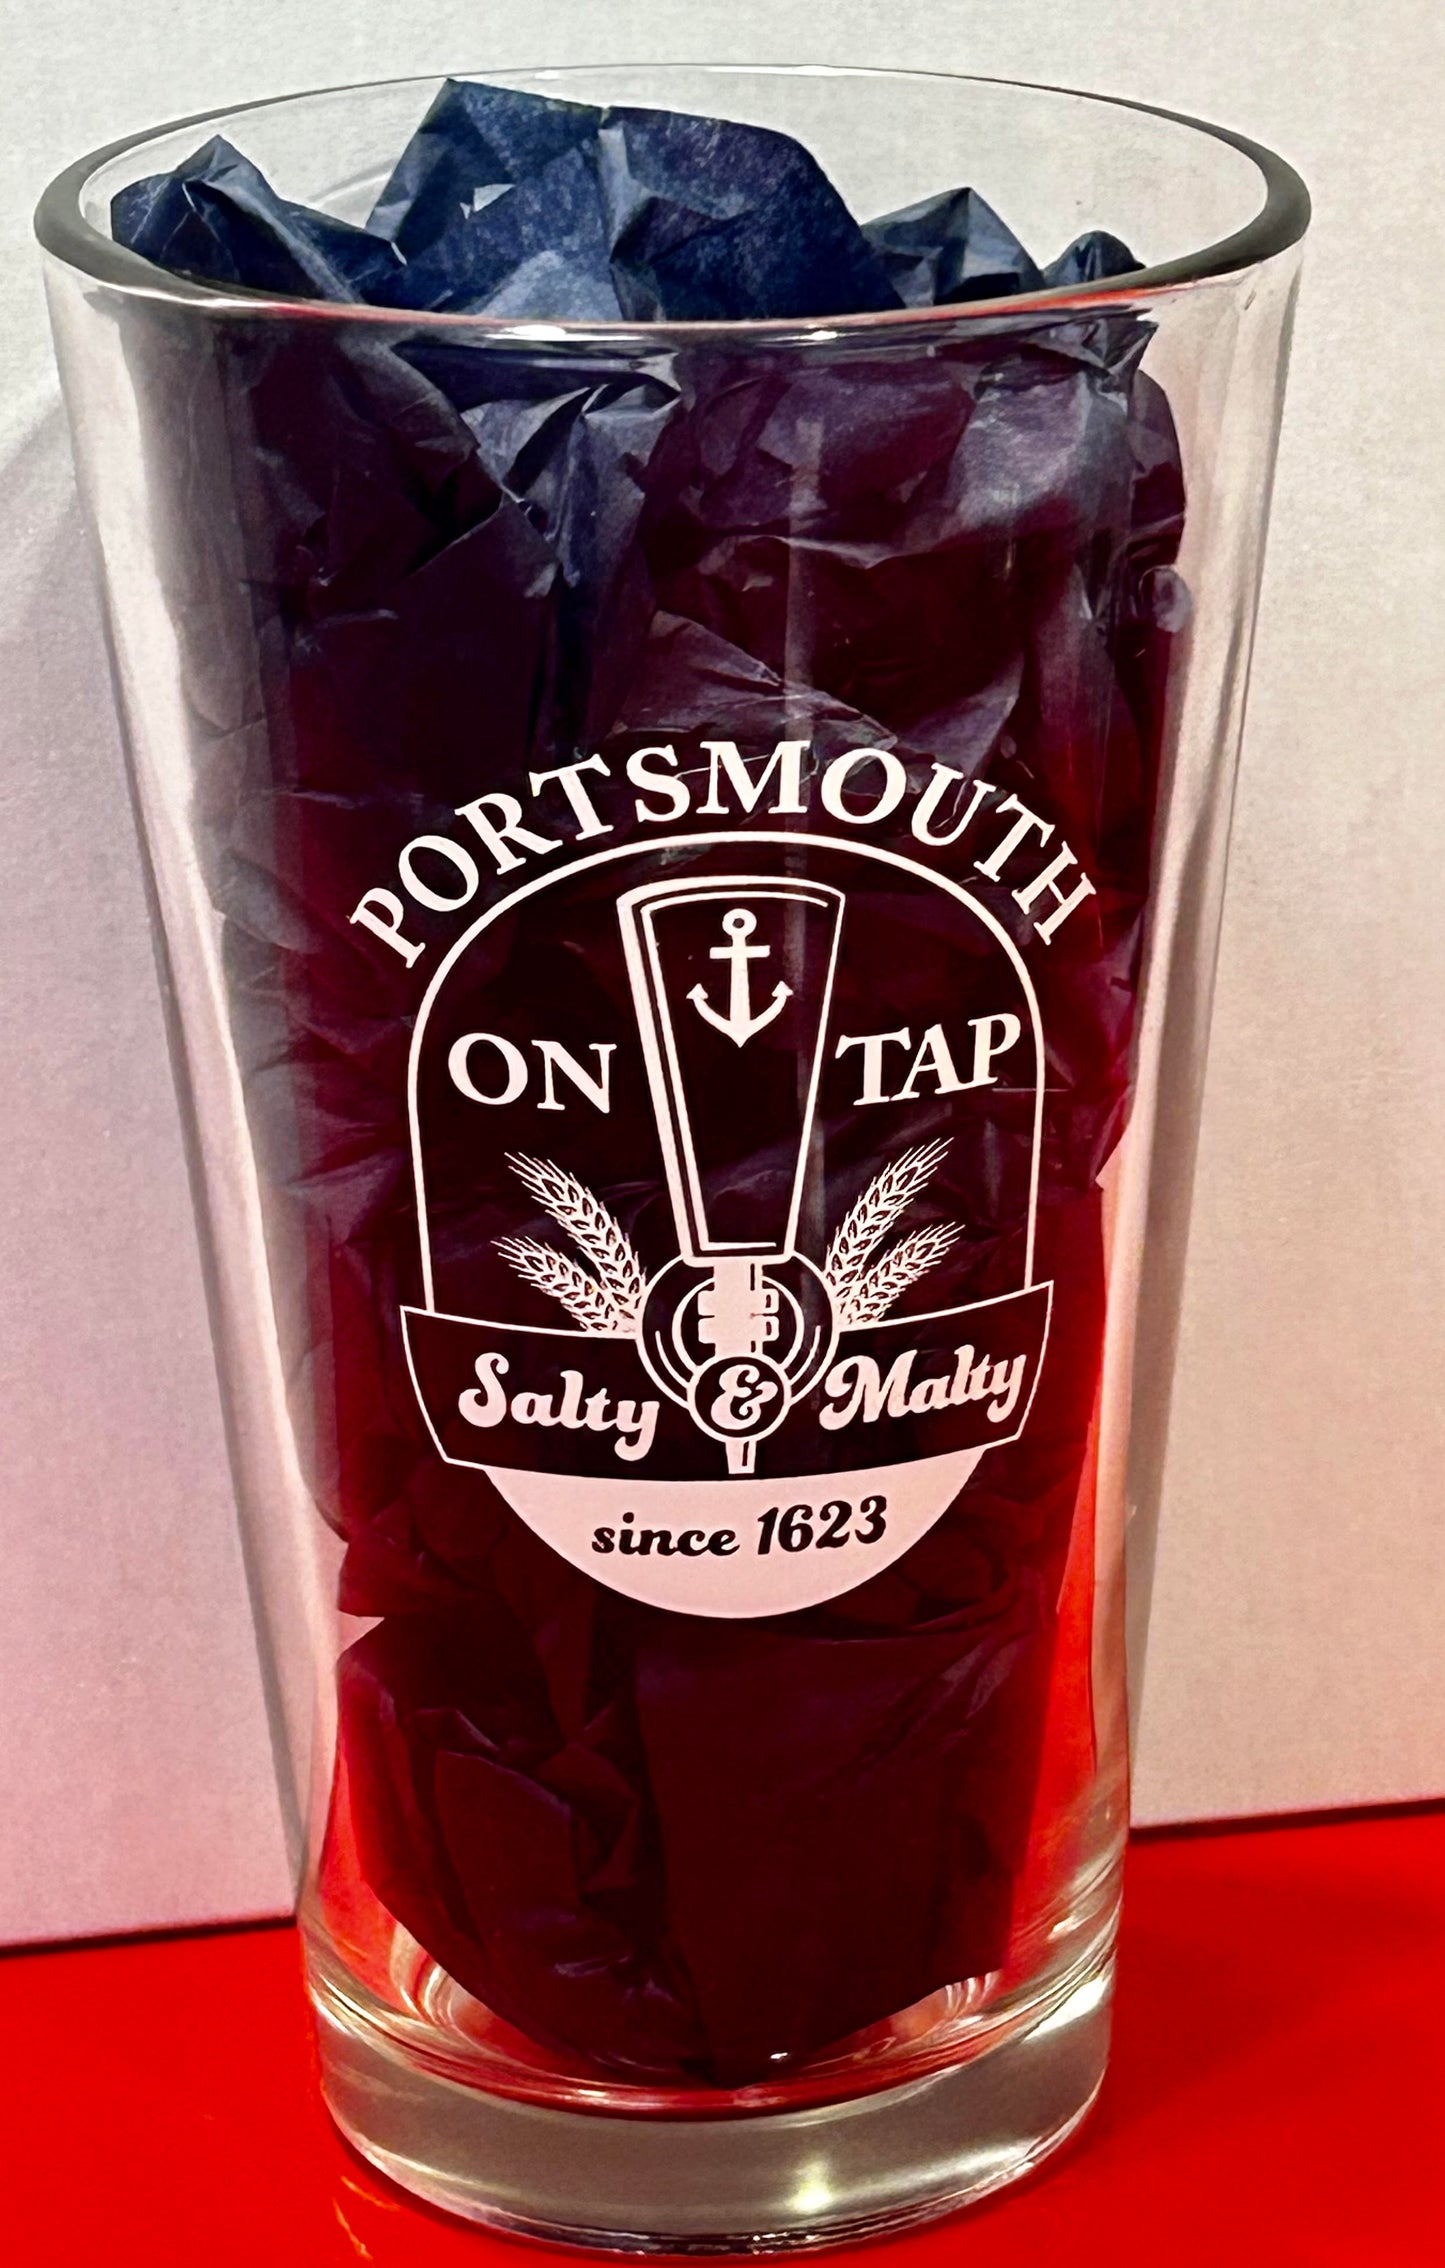 PORTSMOUTH
ON TAP
Salty & Malty
since 1623